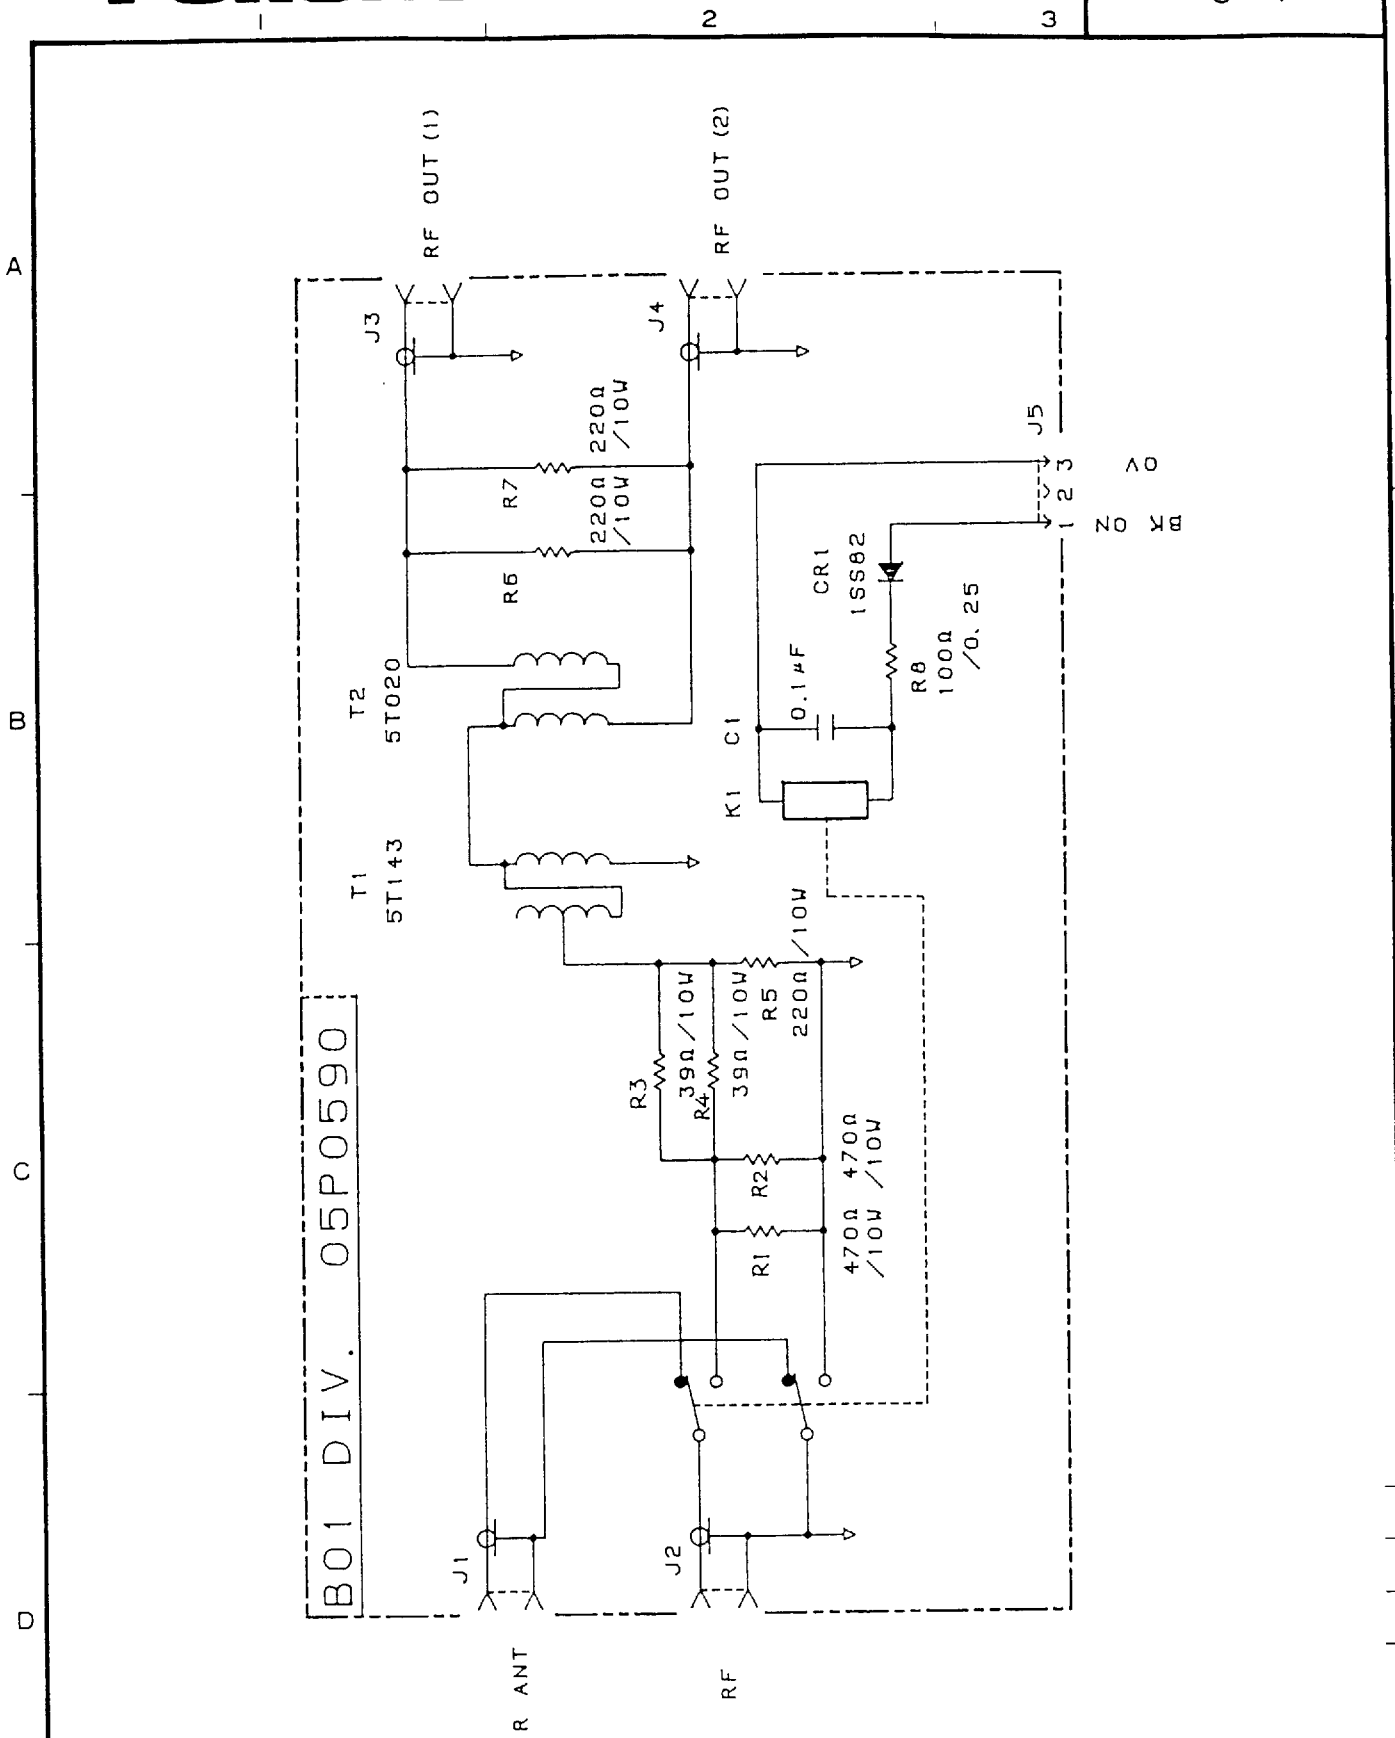 2
3
A
B
C
D
B01 DIV. 05P0590
RF OUT (1)
RF OUT (2)
J3
J4
R7
220Ω
/10W
R6
220Ω
/10W
J5
3
2
1
0V
BK ON
CR1
1SS82
R8
100Ω
/0.25
T2
5T020
C1
0.1µF
K1
T1
5T143
R3
39Ω/10W
R4
39Ω/10W
R5
220Ω/10W
R2
470Ω
/10W
R1
470Ω
/10W
J1
J2
R ANT
RF